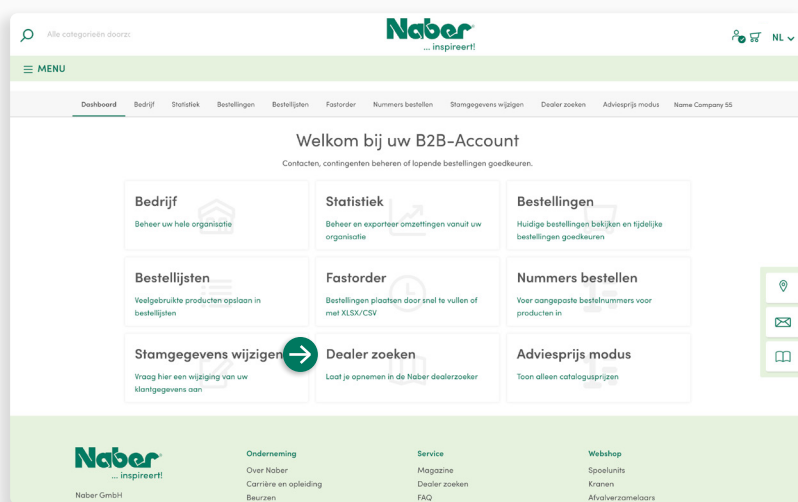 Alle categorieën doorz
Naber
... inspireert!
NL
MENU
Dashboard Bedrijf Statistiek Bestellingen Bestellijsten Fastorder Nummers bestellen Stamgegevens wijzigen Dealer zoeken Adviesprijs modus Name Company 55
Welkom bij uw B2B-Account
Contacten, contingenten beheren of lopende bestellingen goedkeuren.
Bedrijf
Beheer uw hele organisatie
Statistiek
Beheer en exporteer omzettingen vanuit uw
organisatie
Bestellingen
Huidige bestellingen bekijken en tijdelijke
bestellingen goedkeuren
Bestellijsten
Veelgebruikte producten opslaan in
bestellijsten
Fastorder
Bestellingen plaatsen door snel te vullen of
met XLSX/CSV
Nummers bestellen
Voer aangepaste bestelnummers voor
producten in
Stamgegevens wijzigen
Vraag hier een wijziging van uw
klantgegevens aan
Dealer zoeken
Laat je opnemen in de Naber dealerzoeker
Adviesprijs modus
Toon alleen catalogusprijzen
Naber
... inspireert!
Naber GmbH
Onderneming
Over Naber
Carrière en opleiding
Beurzen
Service
Magazine
Dealer zoeken
FAQ
Webshop
Spoelunits
Kranen
Afvalverzamelaars